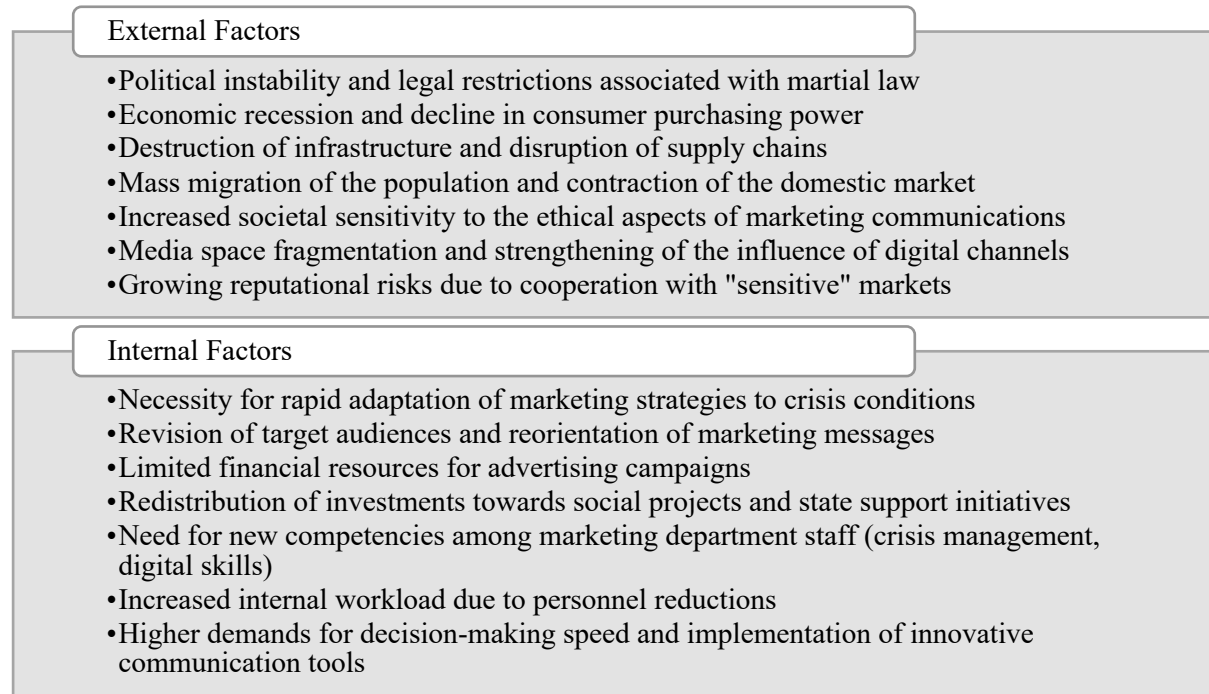 External Factors
•Political instability and legal restrictions associated with martial law
•Economic recession and decline in consumer purchasing power
•Destruction of infrastructure and disruption of supply chains
•Mass migration of the population and contraction of the domestic market
•Increased societal sensitivity to the ethical aspects of marketing communications
•Media space fragmentation and strengthening of the influence of digital channels
•Growing reputational risks due to cooperation with "sensitive" markets
Internal Factors
•Necessity for rapid adaptation of marketing strategies to crisis conditions
•Revision of target audiences and reorientation of marketing messages
•Limited financial resources for advertising campaigns
•Redistribution of investments towards social projects and state support initiatives
•Need for new competencies among marketing department staff (crisis management,
digital skills)
•Increased internal workload due to personnel reductions
•Higher demands for decision-making speed and implementation of innovative
communication tools